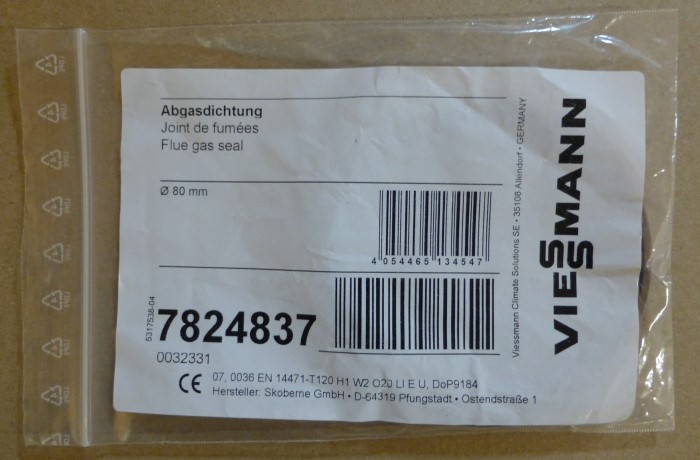 Abgasdichtung
Joint de fumées
Flue gas seal
Ø 80 mm
4 054465 134547
5317538-04
7824837
0032331
CE 07, 0036 EN 14471-T120 H1 W2 O20 LI E U, DoP9184
Hersteller: Skoberne GmbH • D-64319 Pfungstadt • Ostendstraße 1
Viessmann Climate Solutions SE • 35108 Allendorf • GERMANY
VIESSMANN